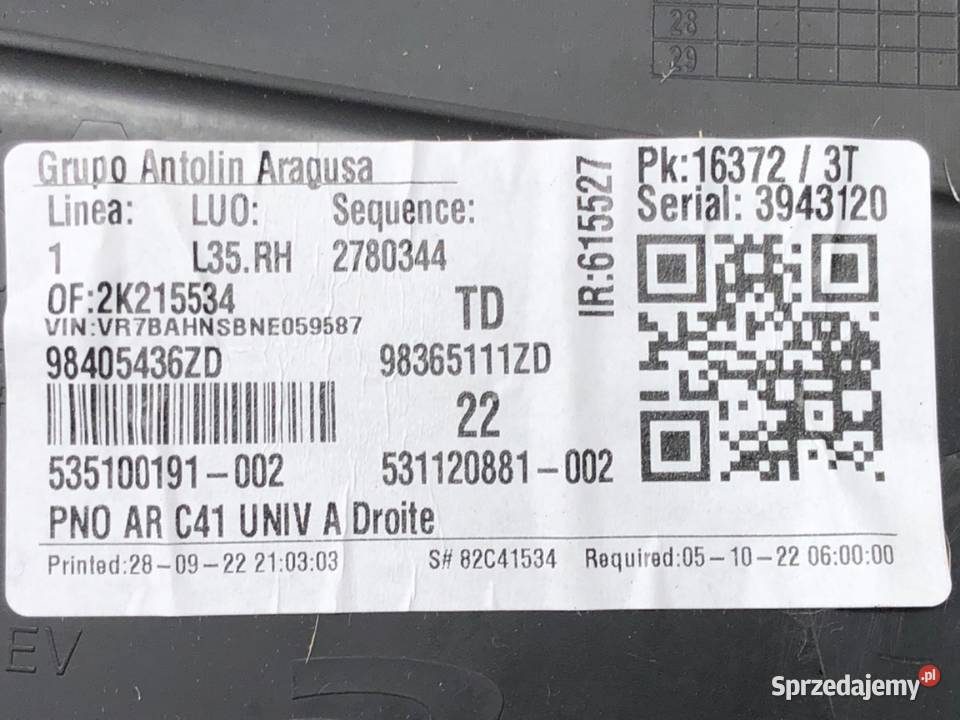 28
29
Grupo Antolin Aragusa
Linea: LUO: Sequence:
1 L35.RH 2780344
OF:2K215534 TD
VIN:VR7BAHNSBNE059587
98405436ZD 98365111ZD
22
535100191-002 531120881-002
PNO AR C41 UNIV A Droite
Printed:28-09-22 21:03:03 S# 82C41534 Required:05-10-22 06:00:00
IR:6155527
Pk:16372 / 3T
Serial: 3943120
EV
Sprzedajemy.pl